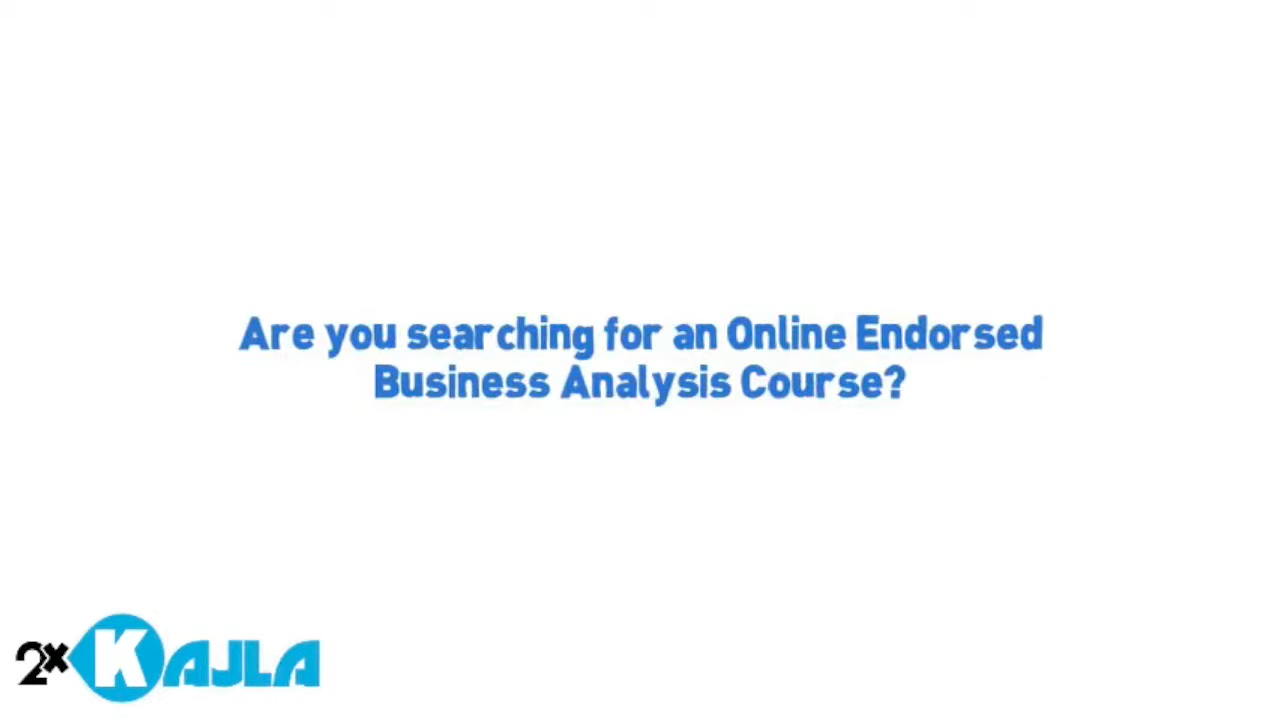 Are you searching for an Online Endorsed
Business Analysis Course?
2x KAJLA